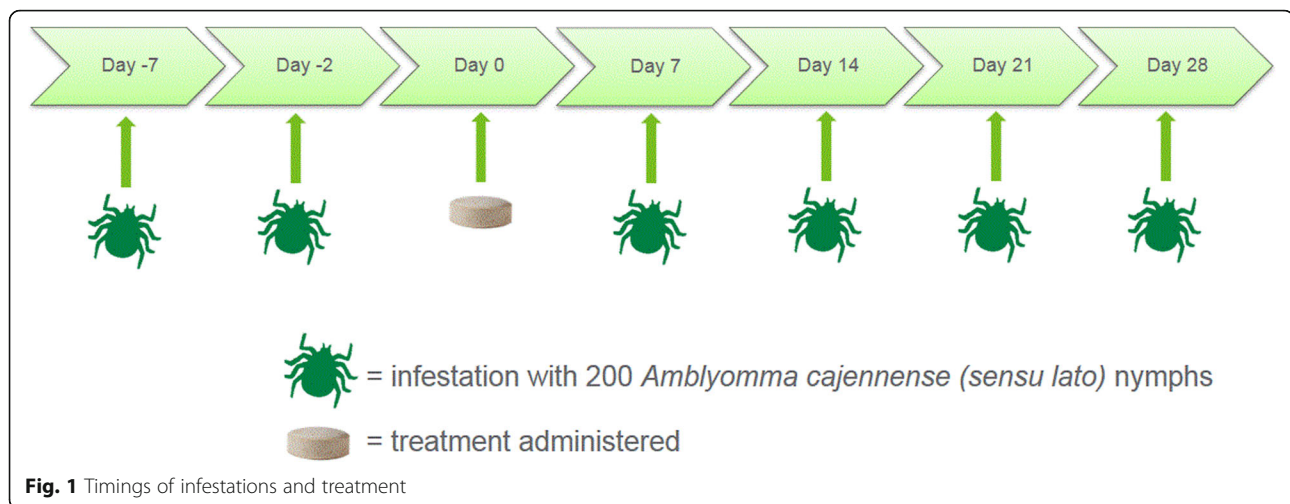 Day -7 Day -2 Day 0 Day 7 Day 14 Day 21 Day 28
= infestation with 200 Amblyomma cajennense (sensu lato) nymphs
= treatment administered
Fig. 1 Timings of infestations and treatment